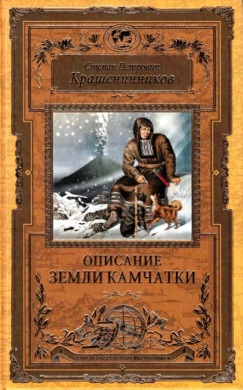 Степан Петрович
Крашенинников
ОПИСАНИЕ
ЗЕМЛИ КАМЧАТКИ